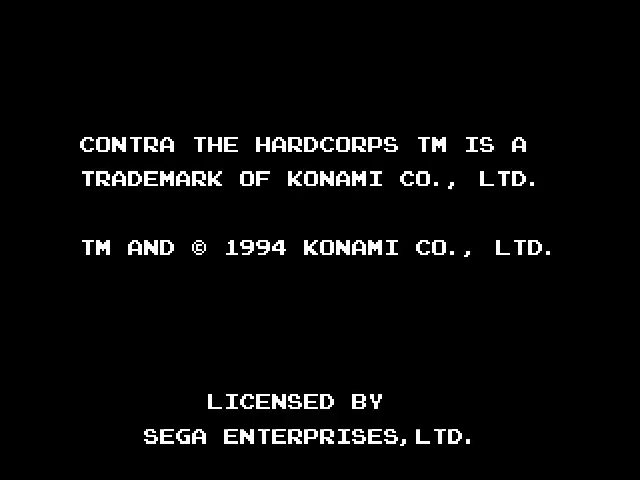 CONTRA THE HARDCORPS TM IS A
TRADEMARK OF KONAMI CO., LTD.
TM AND © 1994 KONAMI CO., LTD.
LICENSED BY
SEGA ENTERPRISES,LTD.